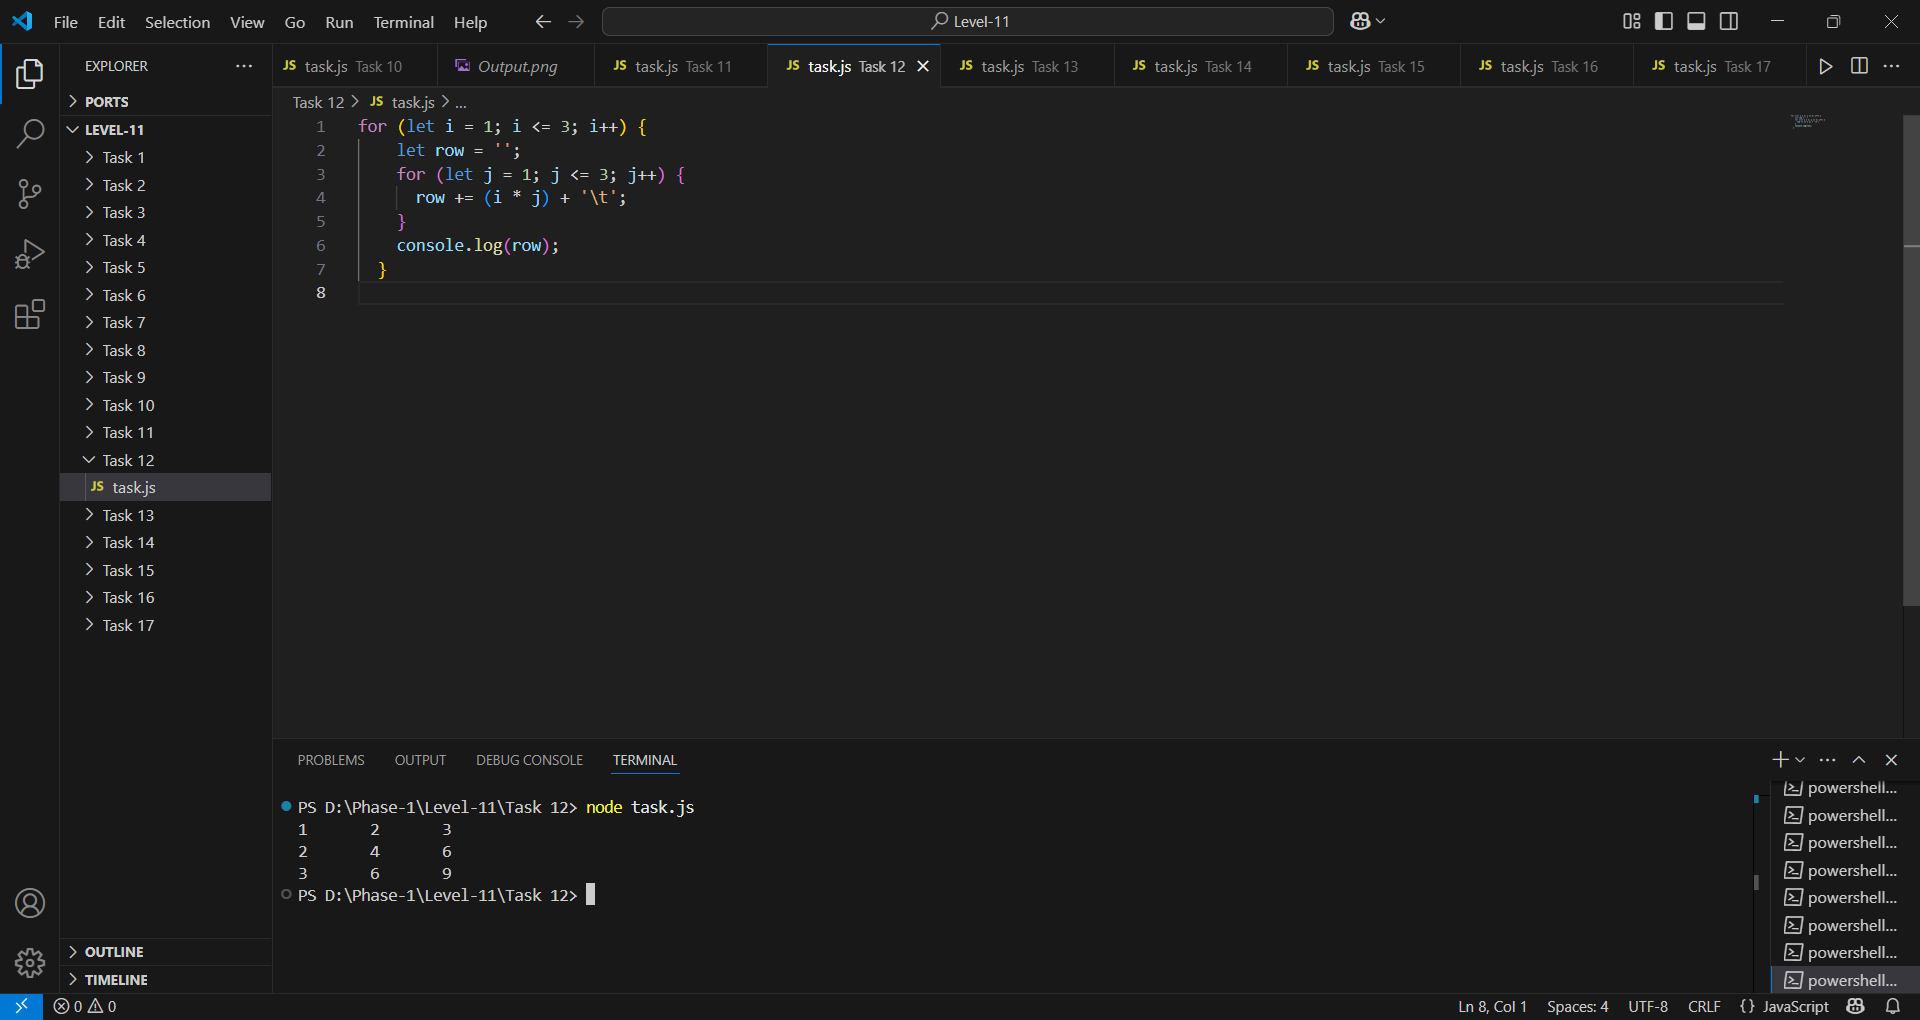 File Edit Selection View Go Run Terminal Help
Level-11
EXPLORER
PORTS
LEVEL-11
Task 1
Task 2
Task 3
Task 4
Task 5
Task 6
Task 7
Task 8
Task 9
Task 10
Task 11
Task 12
JS task.js
Task 13
Task 14
Task 15
Task 16
Task 17
OUTLINE
TIMELINE
JS task.js Task 10
Output.png
JS task.js Task 11
JS task.js Task 12
JS task.js Task 13
JS task.js Task 14
JS task.js Task 15
JS task.js Task 16
JS task.js Task 17
Task 12 > JS task.js > ...
1 for (let i = 1; i <= 3; i++) {
2 let row = '';
3 for (let j = 1; j <= 3; j++) {
4 row += (i * j) + '\t';
5 }
6 console.log(row);
7 }
8
PROBLEMS OUTPUT DEBUG CONSOLE TERMINAL
PS D:\Phase-1\Level-11\Task 12> node task.js
1 2 3
2 4 6
3 6 9
PS D:\Phase-1\Level-11\Task 12>
powershell...
powershell...
powershell...
powershell...
powershell...
powershell...
powershell...
powershell...
0 0
Ln 8, Col 1 Spaces: 4 UTF-8 CRLF {} JavaScript